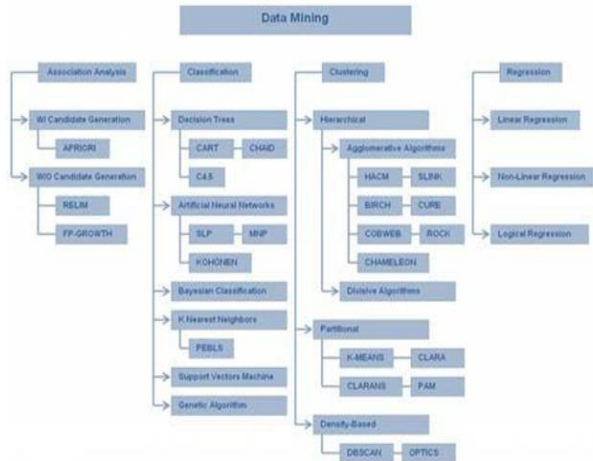 Data Mining
Association Analysis
WI Candidate Generation
APRIORI
WIO Candidate Generation
RELIM
FP-GROWTH
Classification
Decision Trees
CART
CHAID
C4.5
Artificial Neural Networks
SLP
MNP
KOHONEN
Bayesian Classification
K Nearest Neighbors
PEBLS
Support Vectors Machine
Genetic Algorithm
Clustering
Hierarchical
Agglomerative Algorithms
HACM
SLINK
BIRCH
CURE
COBWEB
ROCK
CHAMELEON
Divisive Algorithms
Partitional
K-MEANS
CLARA
CLARANS
PAM
Density-Based
DBSCAN
OPTICS
Regression
Linear Regression
Non-Linear Regression
Logical Regression